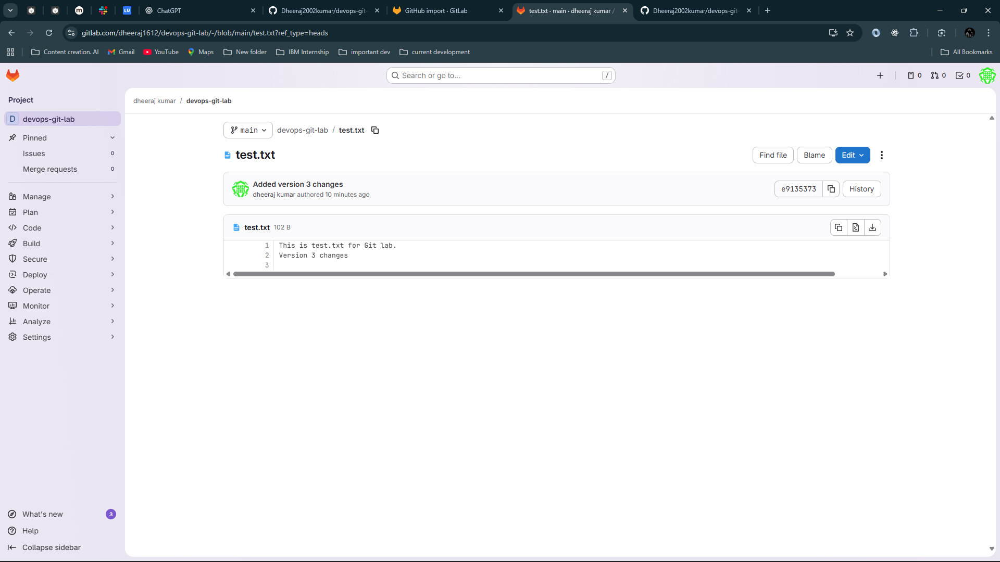 ChatGPT
Dheeraj2002kumar/devops-git-
GitHub import · GitLab
test.txt · main · dheeraj kumar /
Dheeraj2002kumar/devops-git-
gitlab.com/dheeraj1612/devops-git-lab/-/blob/main/test.txt?ref_type=heads
Content creation. AI
Gmail
YouTube
Maps
New folder
IBM Internship
important dev
current development
All Bookmarks
m
LU
Search or go to...
/
0
0
0
Project
D devops-git-lab
Pinned
Issues 0
Merge requests 0
Manage
Plan
Code
Build
Secure
Deploy
Operate
Monitor
Analyze
Settings
What's new 3
Help
Collapse sidebar
dheeraj kumar / devops-git-lab
main
devops-git-lab / test.txt
test.txt
Find file
Blame
Edit
Added version 3 changes
dheeraj kumar authored 10 minutes ago
e9135373
History
test.txt 102 B
1 This is test.txt for Git lab.
2 Version 3 changes
3